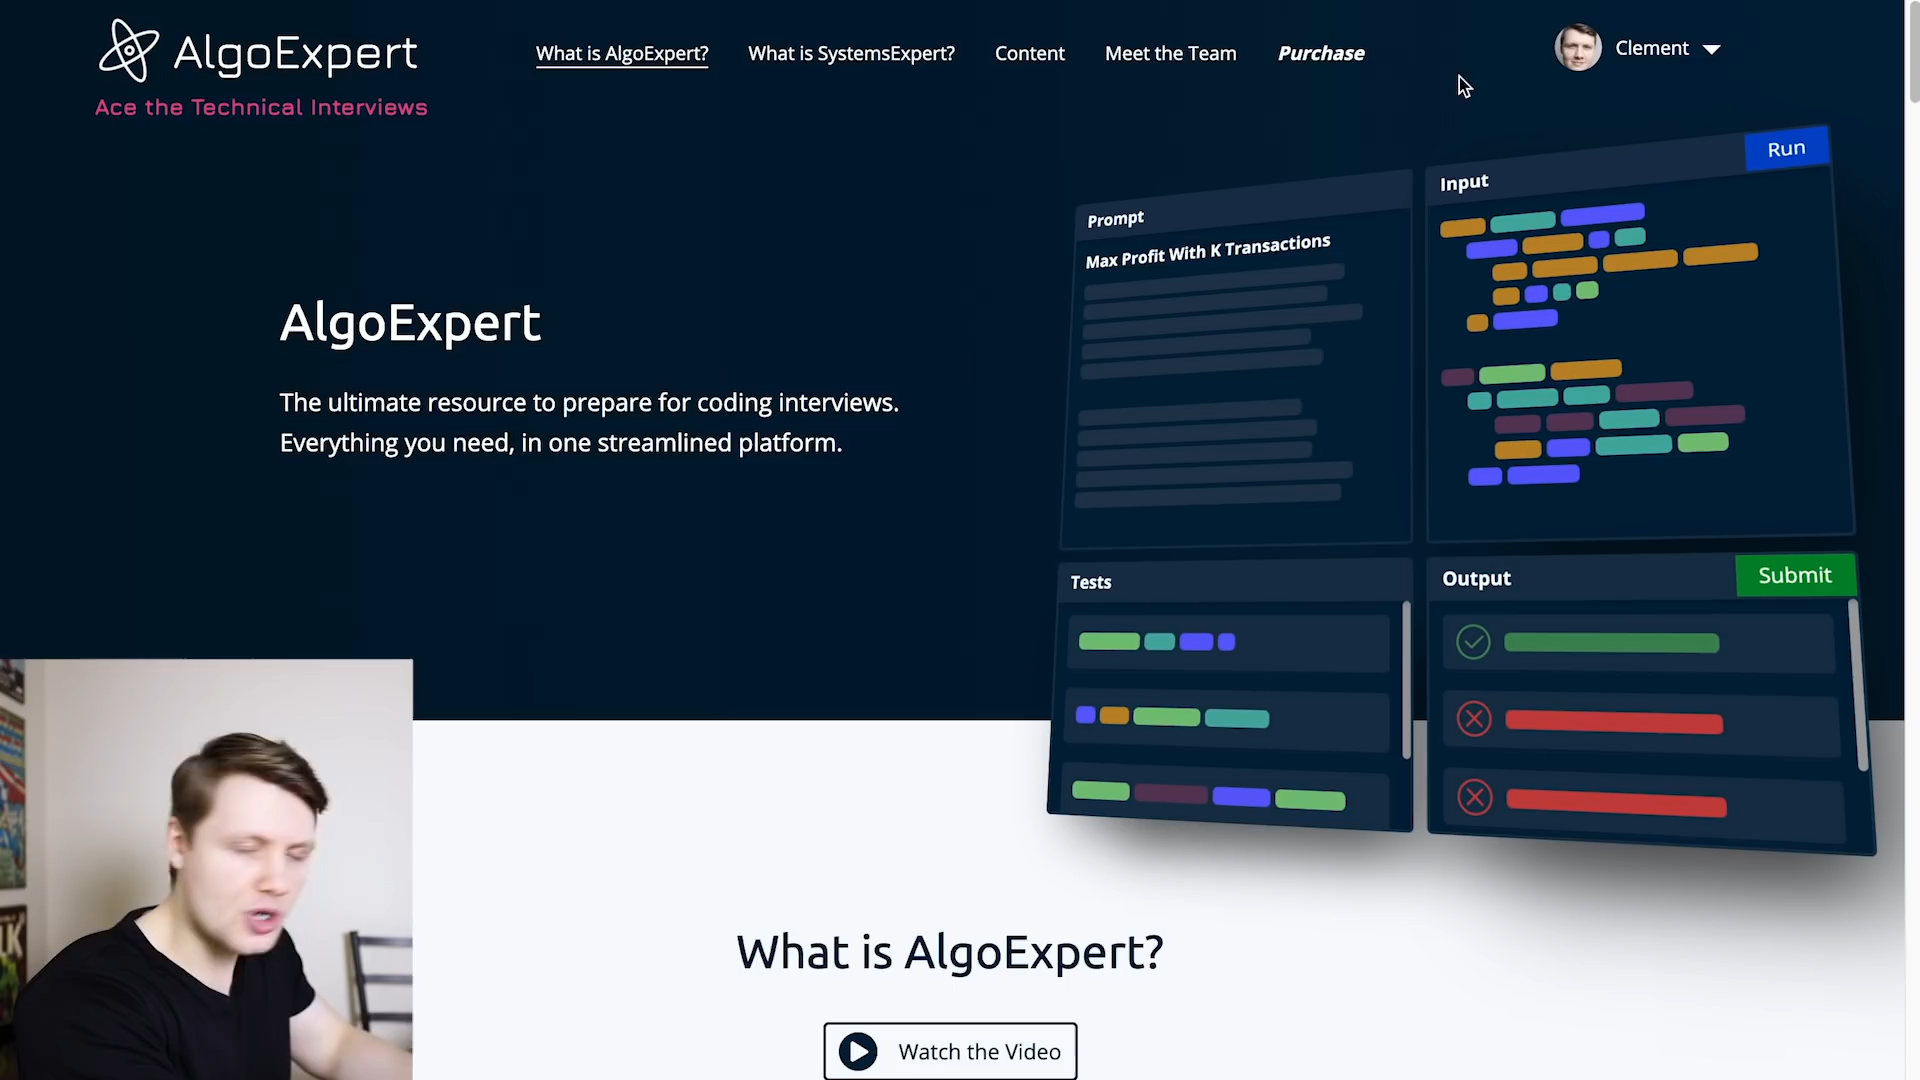 AlgoExpert
Ace the Technical Interviews
What is AlgoExpert?
What is SystemsExpert?
Content
Meet the Team
Purchase
Clement
AlgoExpert
The ultimate resource to prepare for coding interviews.
Everything you need, in one streamlined platform.
Prompt
Max Profit With K Transactions
Input
Run
Tests
Output
Submit
What is AlgoExpert?
Watch the Video